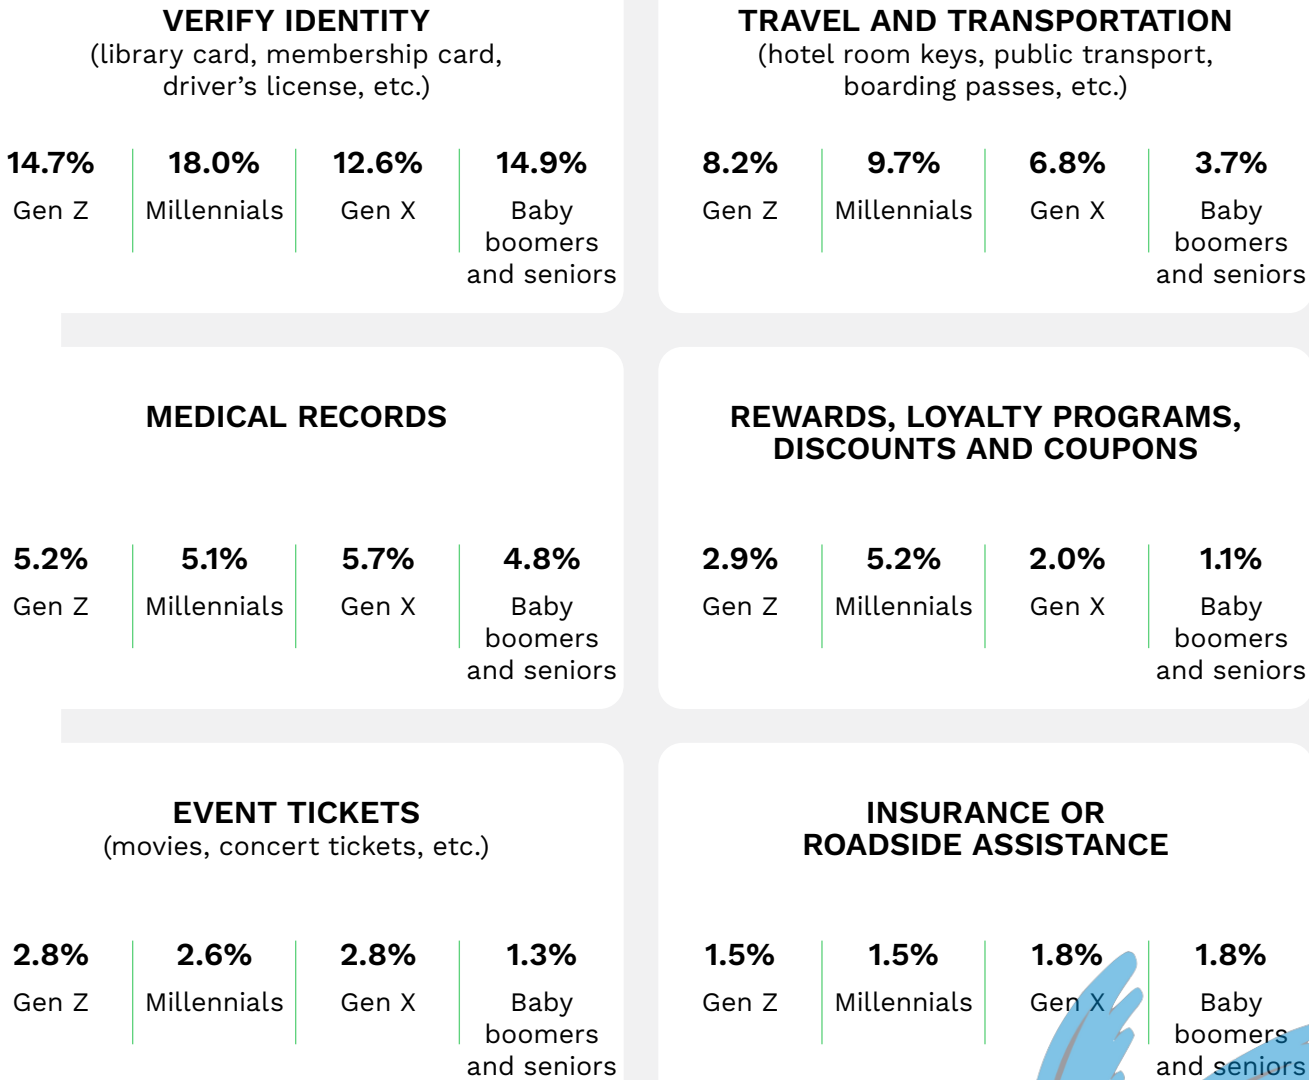 VERIFY IDENTITY
(library card, membership card,
driver’s license, etc.)
14.7% 18.0% 12.6% 14.9%
Gen Z Millennials Gen X Baby
boomers
and seniors
TRAVEL AND TRANSPORTATION
(hotel room keys, public transport,
boarding passes, etc.)
8.2% 9.7% 6.8% 3.7%
Gen Z Millennials Gen X Baby
boomers
and seniors
MEDICAL RECORDS
5.2% 5.1% 5.7% 4.8%
Gen Z Millennials Gen X Baby
boomers
and seniors
REWARDS, LOYALTY PROGRAMS,
DISCOUNTS AND COUPONS
2.9% 5.2% 2.0% 1.1%
Gen Z Millennials Gen X Baby
boomers
and seniors
EVENT TICKETS
(movies, concert tickets, etc.)
2.8% 2.6% 2.8% 1.3%
Gen Z Millennials Gen X Baby
boomers
and seniors
INSURANCE OR
ROADSIDE ASSISTANCE
1.5% 1.5% 1.8% 1.8%
Gen Z Millennials Gen X Baby
boomers
and seniors